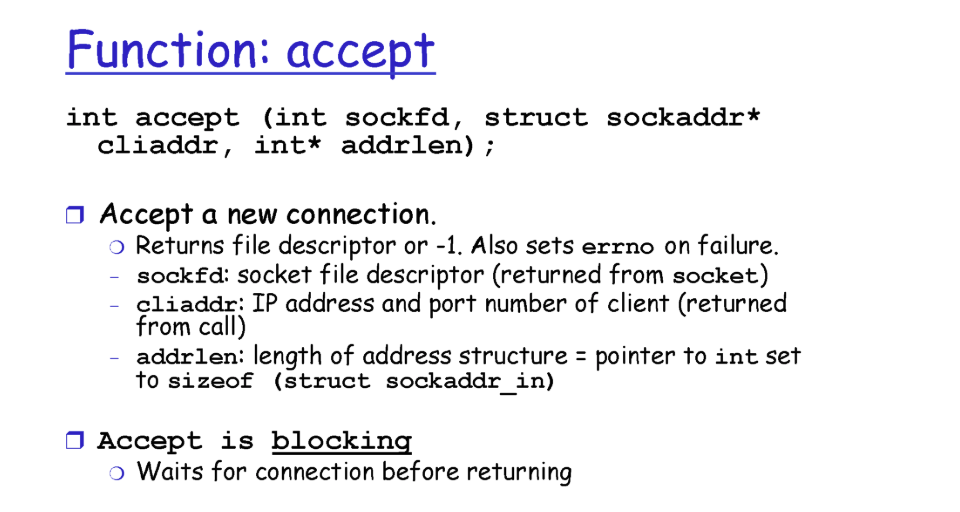 Function: accept
int accept (int sockfd, struct sockaddr*
cliaddr, int* addrlen);
Accept a new connection.
Returns file descriptor or -1. Also sets errno on failure.
- sockfd: socket file descriptor (returned from socket)
- cliaddr: IP address and port number of client (returned
from call)
- addrlen: length of address structure = pointer to int set
to sizeof (struct sockaddr_in)
Accept is blocking
Waits for connection before returning